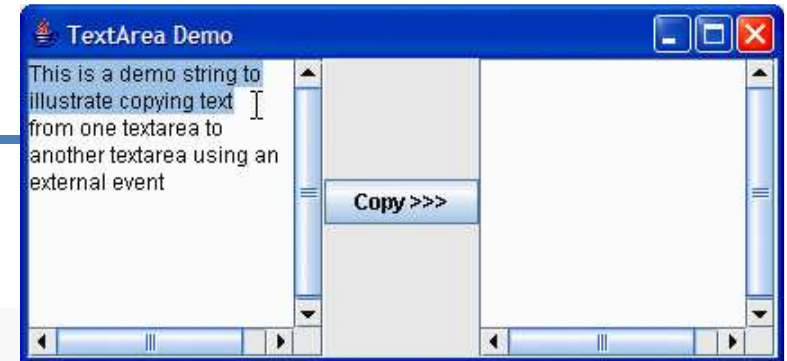 TextArea Demo
This is a demo string to
illustrate copying text
from one textarea to
another textarea using an
external event
Copy >>>